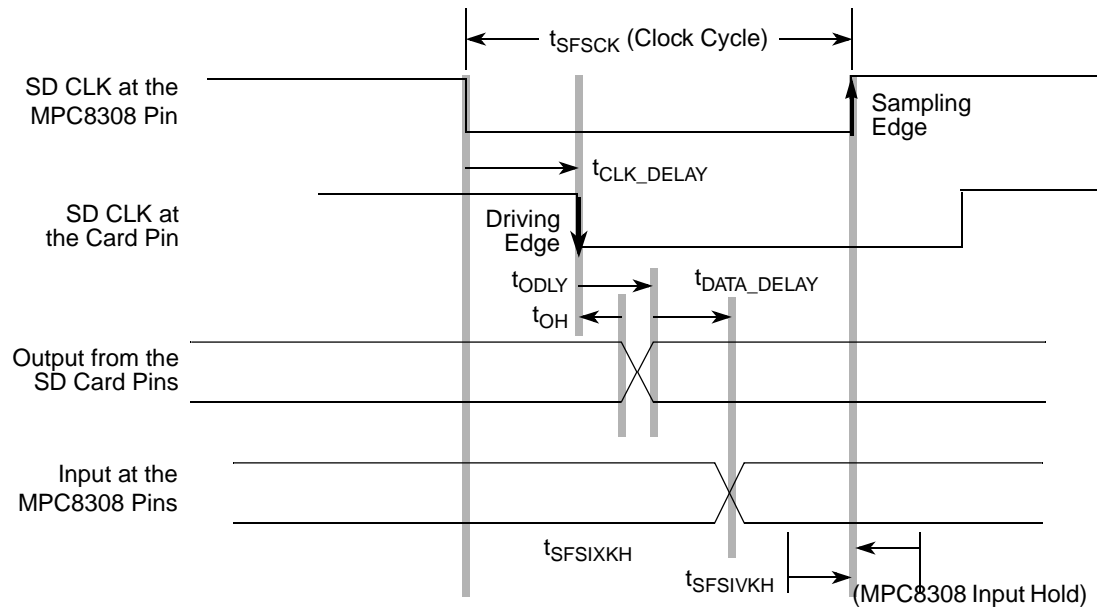 tSFSCK (Clock Cycle)
SD CLK at the
MPC8308 Pin
Sampling
Edge
tCLK_DELAY
SD CLK at
the Card Pin
Driving
Edge
tODLY
tDATA_DELAY
tOH
Output from the
SD Card Pins
Input at the
MPC8308 Pins
tSFSIXKH
tSFSIVKH
(MPC8308 Input Hold)